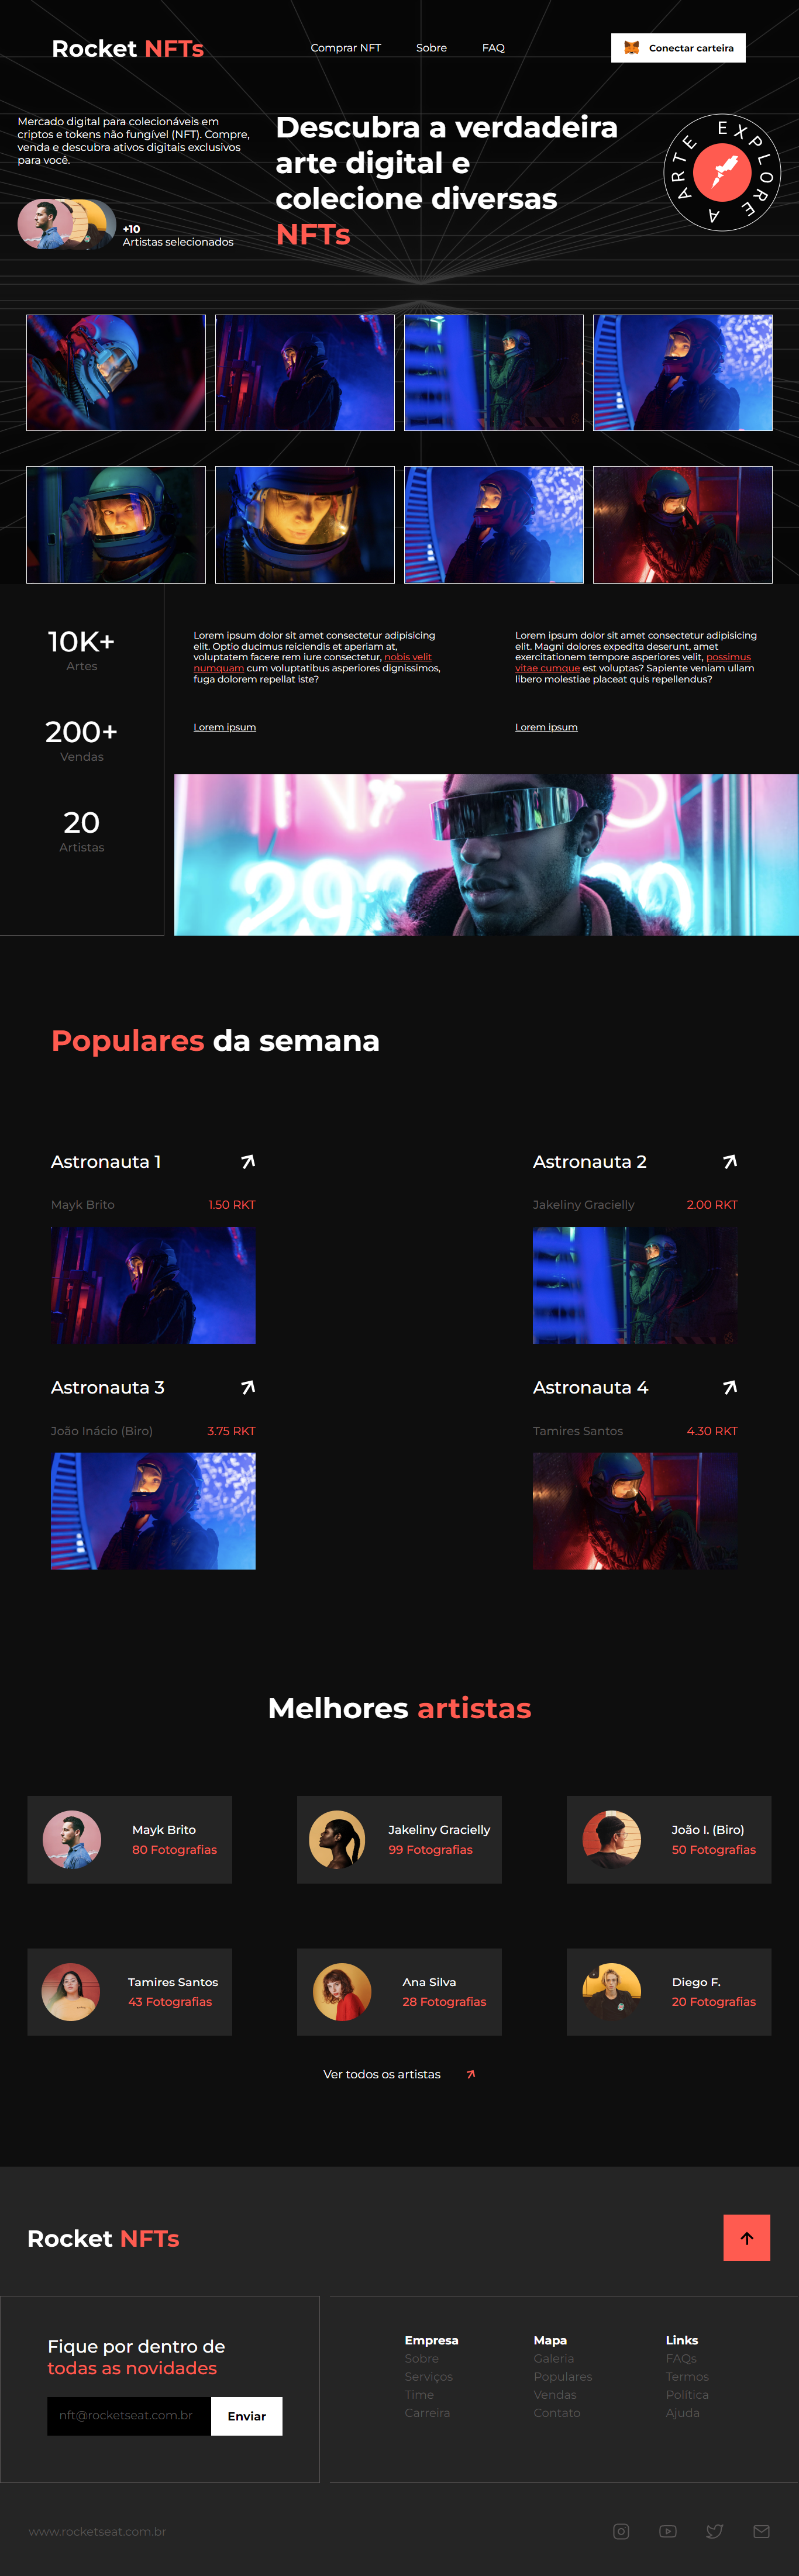 Rocket NFTs
Comprar NFT
Sobre
FAQ
Conectar carteira
Mercado digital para colecionáveis em
criptos e tokens não fungível (NFT). Compre,
venda e descubra ativos digitais exclusivos
para você.
+10
Artistas selecionados
Descubra a verdadeira
arte digital e
colecione diversas
NFTs
EXPLORE A ARTE
10K+
Artes
200+
Vendas
20
Artistas
Lorem ipsum dolor sit amet consectetur adipisicing
elit. Optio ducimus reiciendis et aperiam at,
voluptatem facere rem iure consectetur, nobis velit
numquam cum voluptatibus asperiores dignissimos,
fuga dolorem repellat iste?
Lorem ipsum
Lorem ipsum dolor sit amet consectetur adipisicing
elit. Magni dolores expedita deserunt, amet
exercitationem tempore asperiores velit, possimus
vitae cumque est voluptas? Sapiente veniam ullam
libero molestiae placeat quis repellendus?
Lorem ipsum
Populares da semana
Astronauta 1
Mayk Brito
1.50 RKT
Astronauta 2
Jakeliny Gracielly
2.00 RKT
Astronauta 3
João Inácio (Biro)
3.75 RKT
Astronauta 4
Tamires Santos
4.30 RKT
Melhores artistas
Mayk Brito
80 Fotografias
Jakeliny Gracielly
99 Fotografias
João I. (Biro)
50 Fotografias
Tamires Santos
43 Fotografias
Ana Silva
28 Fotografias
Diego F.
20 Fotografias
Ver todos os artistas
Rocket NFTs
Fique por dentro de
todas as novidades
nft@rocketseat.com.br
Enviar
Empresa
Sobre
Serviços
Time
Carreira
Mapa
Galeria
Populares
Vendas
Contato
Links
FAQs
Termos
Política
Ajuda
www.rocketseat.com.br